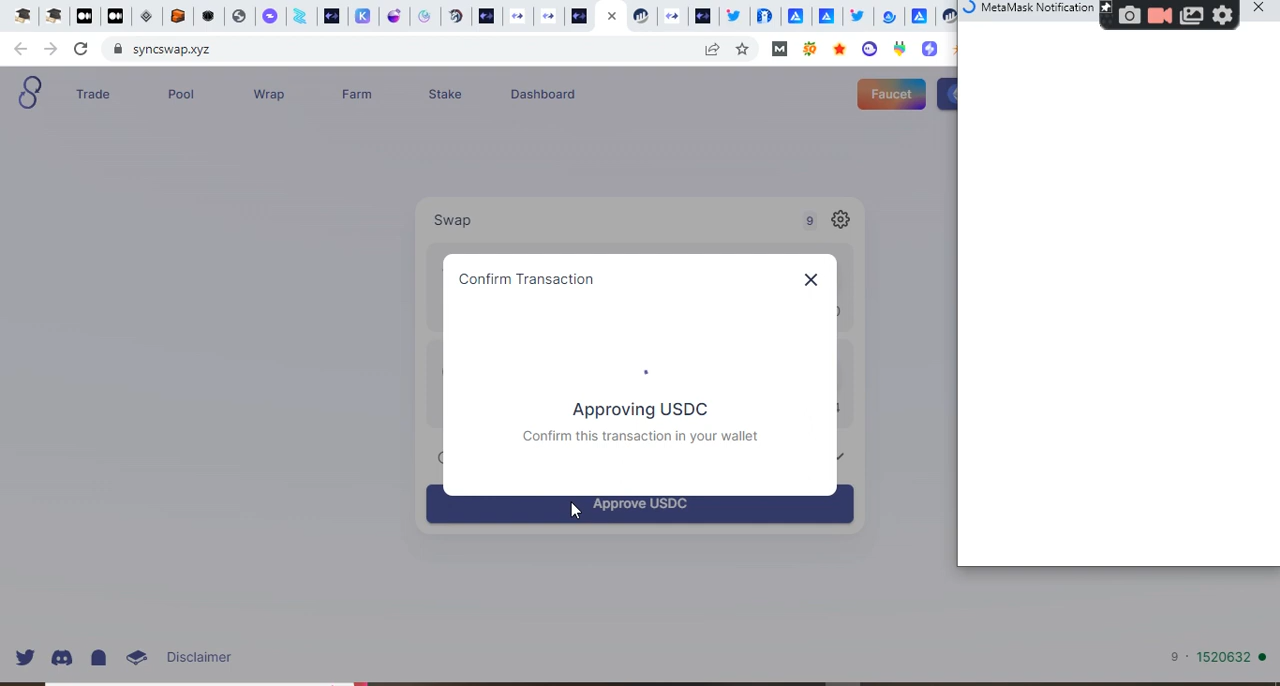 MetaMask Notification
syncswap.xyz
Trade
Pool
Wrap
Farm
Stake
Dashboard
Faucet
Swap
9
Confirm Transaction
Approving USDC
Confirm this transaction in your wallet
Approve USDC
Disclaimer
9 · 1520632